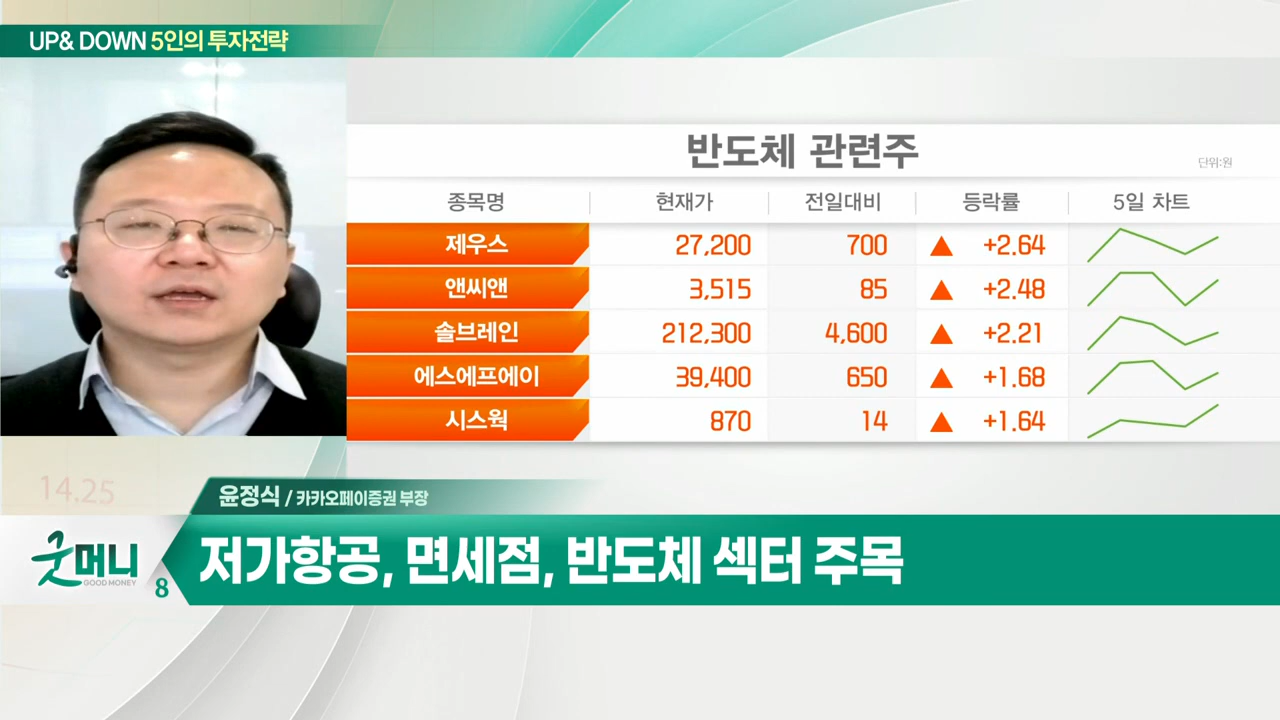 UP& DOWN 5인의 투자전략
반도체 관련주
단위:원
종목명 현재가 전일대비 등락률 5일 차트
제우스 27,200 700 ▲ +2.64
앤씨앤 3,515 85 ▲ +2.48
솔브레인 212,300 4,600 ▲ +2.21
에스에프에이 39,400 650 ▲ +1.68
시스웍 870 14 ▲ +1.64
14.25
윤정식 / 카카오페이증권 부장
굿머니
GOOD MONEY
8
저가항공, 면세점, 반도체 섹터 주목